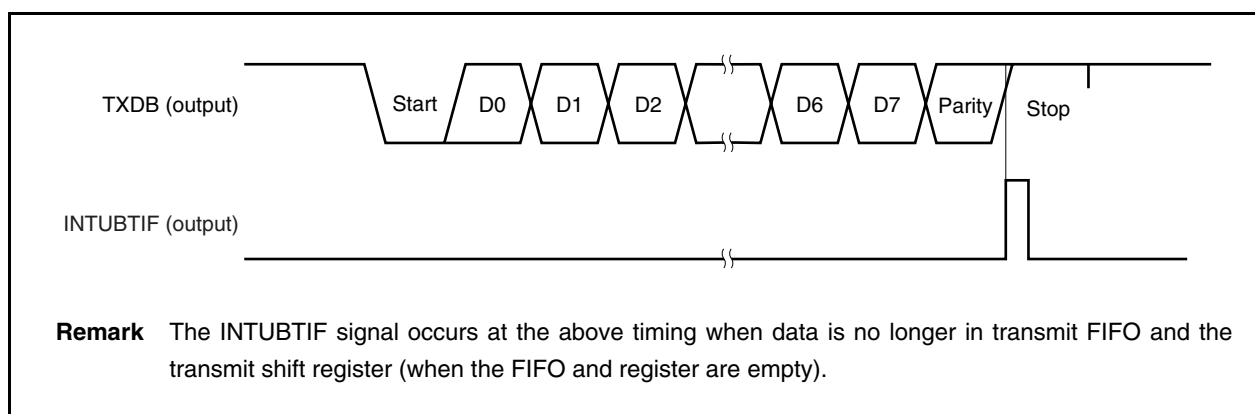 TXDB (output) Start D0 D1 D2 D6 D7 Parity Stop
INTUBTIF (output)
Remark The INTUBTIF signal occurs at the above timing when data is no longer in transmit FIFO and the
transmit shift register (when the FIFO and register are empty).